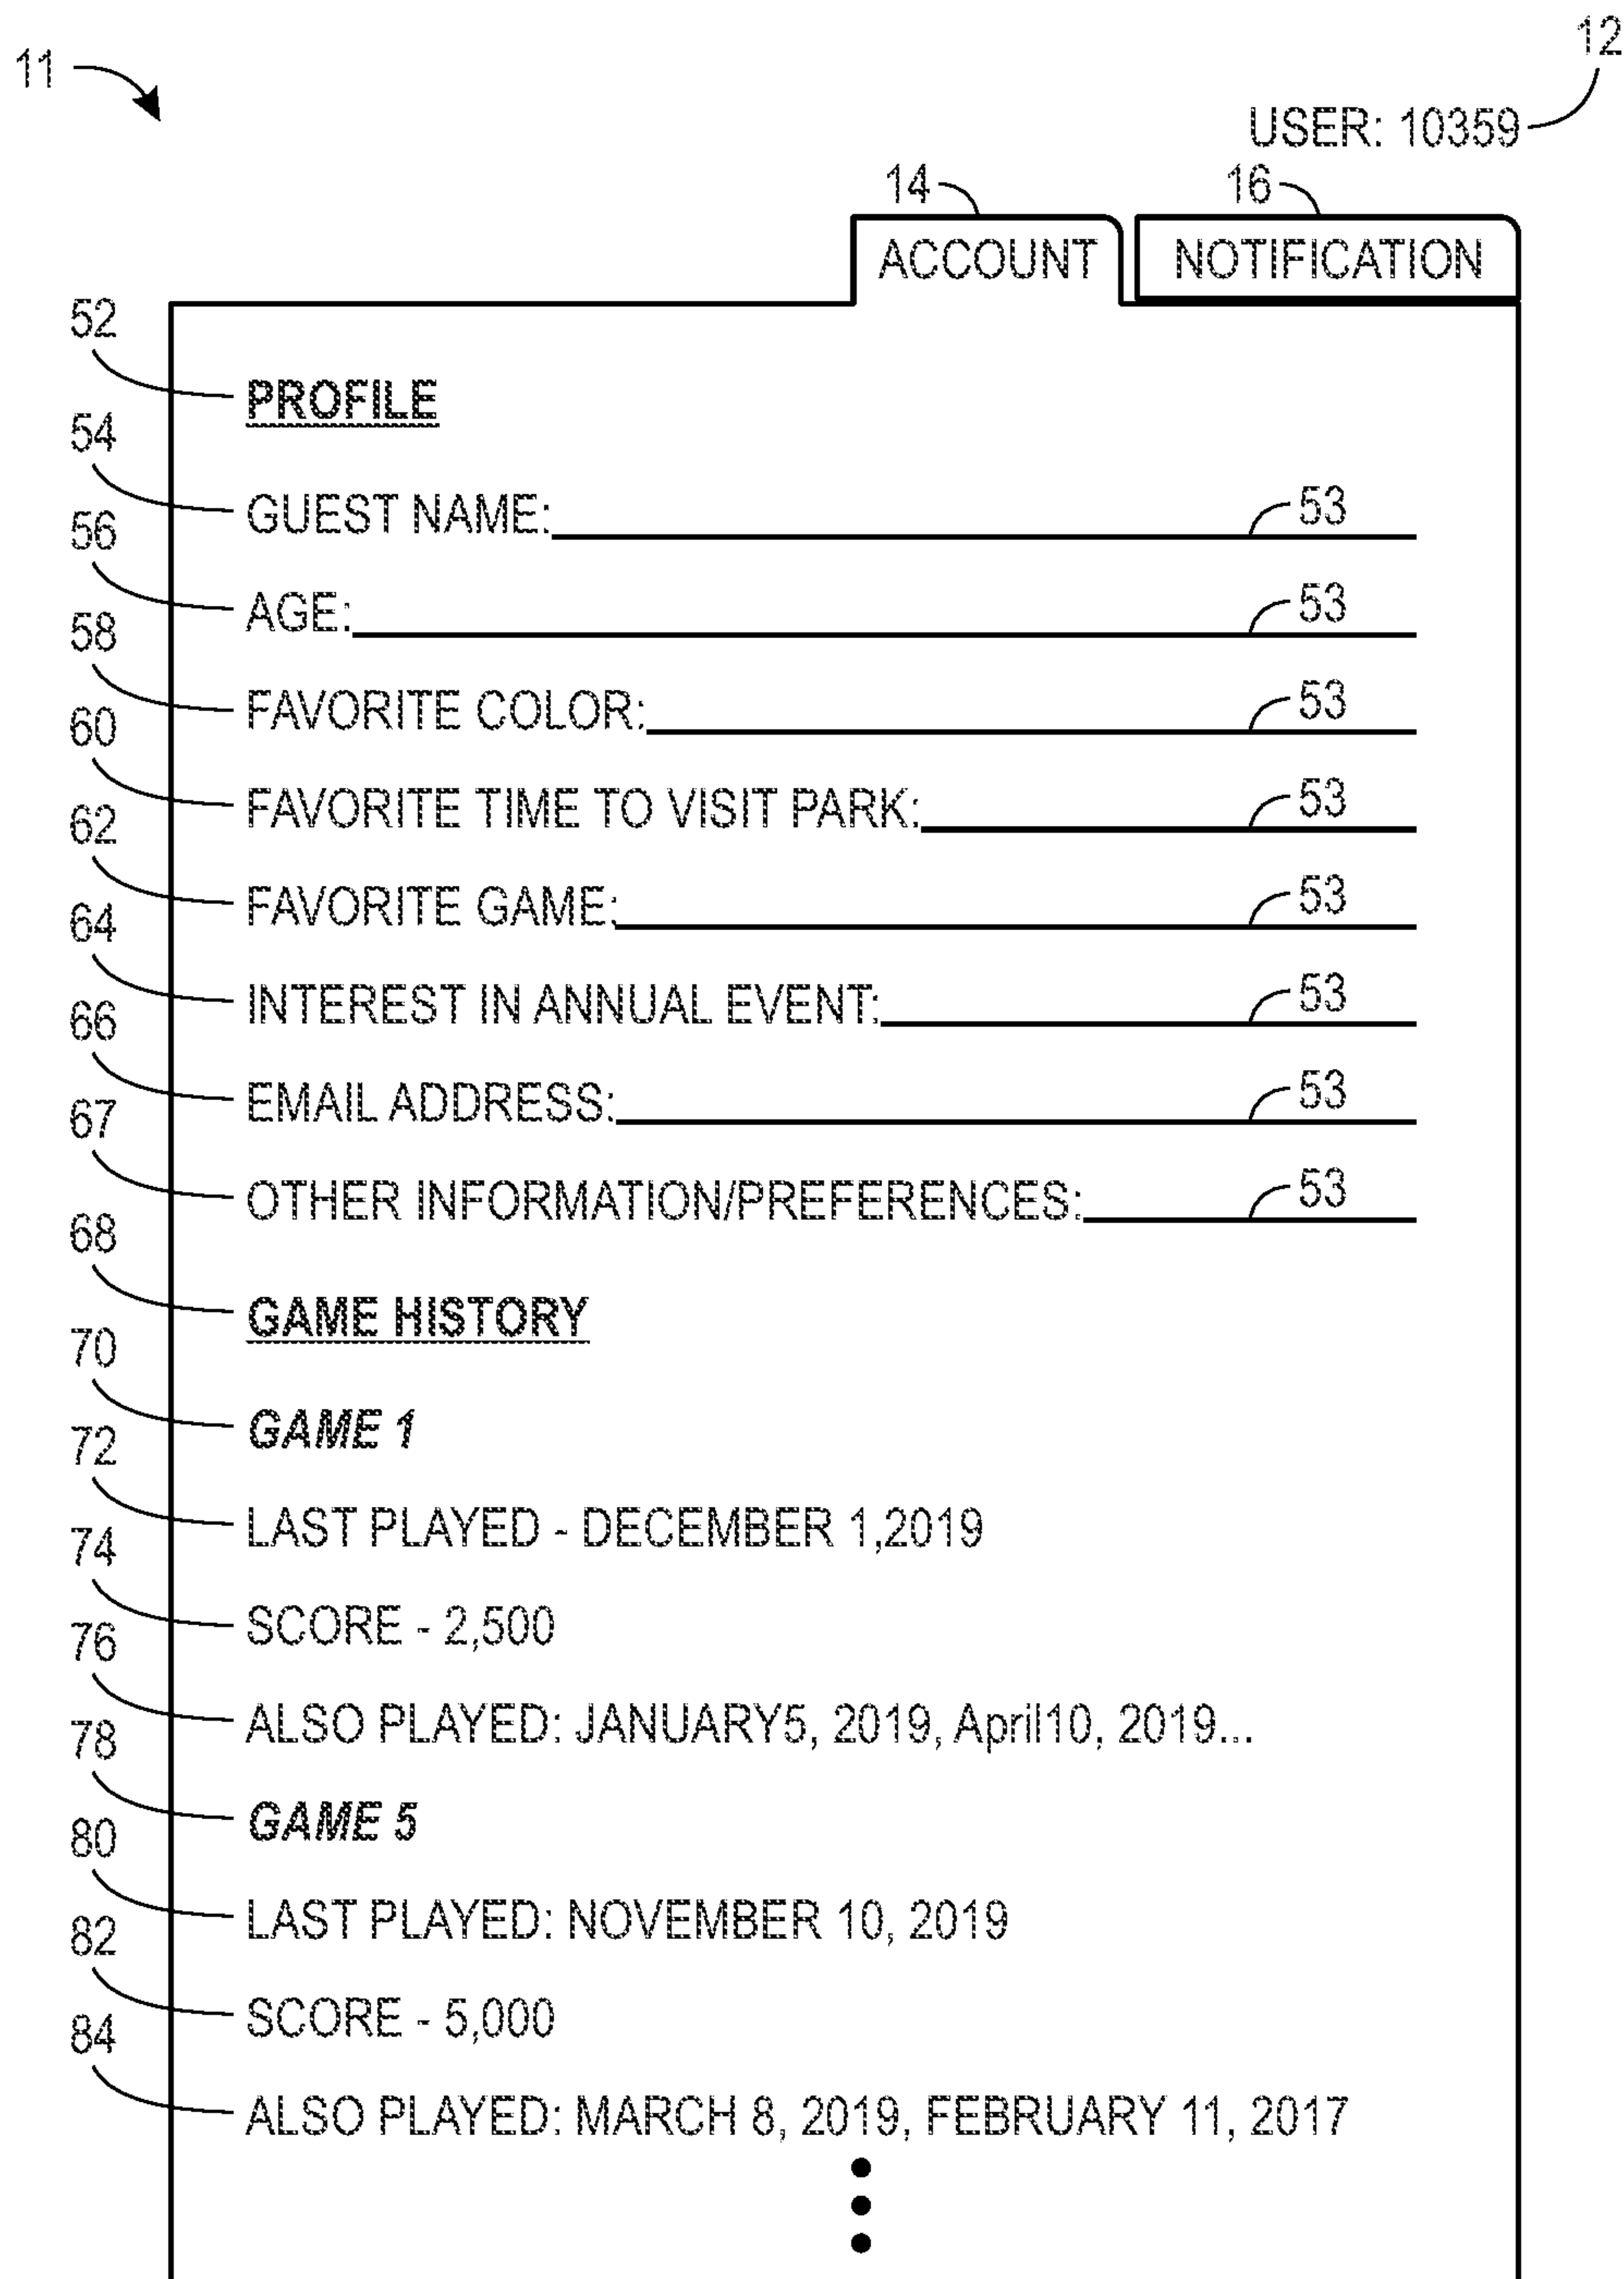 11
12
USER: 10359
14 16
ACCOUNT NOTIFICATION
52 PROFILE
54 GUEST NAME: 53
56 AGE: 53
58 FAVORITE COLOR: 53
60 FAVORITE TIME TO VISIT PARK: 53
62 FAVORITE GAME: 53
64 INTEREST IN ANNUAL EVENT: 53
66 EMAIL ADDRESS: 53
67 OTHER INFORMATION/PREFERENCES: 53
68 GAME HISTORY
70 GAME 1
72 LAST PLAYED - DECEMBER 1,2019
74 SCORE - 2,500
76 ALSO PLAYED: JANUARY5, 2019, April10, 2019...
78 GAME 5
80 LAST PLAYED: NOVEMBER 10, 2019
82 SCORE - 5,000
84 ALSO PLAYED: MARCH 8, 2019, FEBRUARY 11, 2017